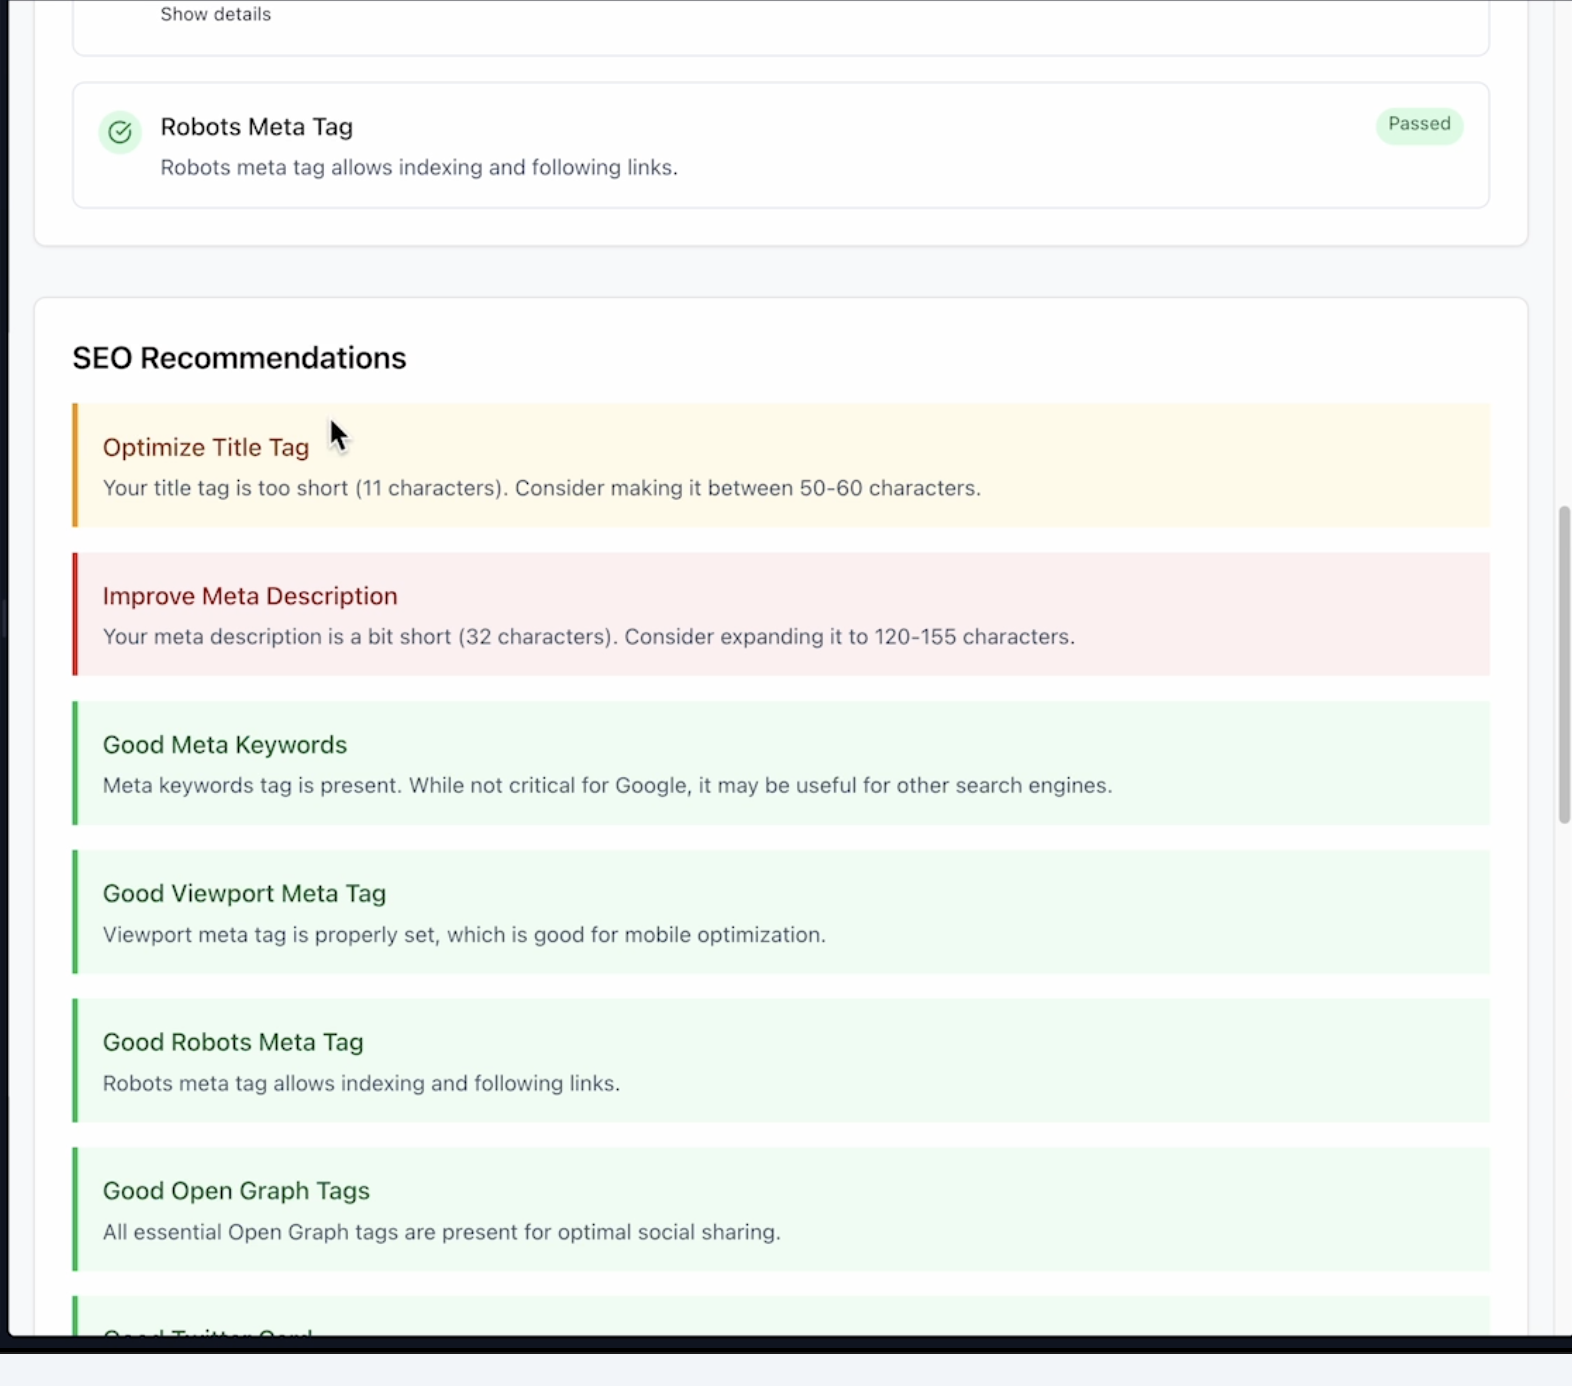 Show details
Robots Meta Tag
Passed
Robots meta tag allows indexing and following links.
SEO Recommendations
Optimize Title Tag
Your title tag is too short (11 characters). Consider making it between 50-60 characters.
Improve Meta Description
Your meta description is a bit short (32 characters). Consider expanding it to 120-155 characters.
Good Meta Keywords
Meta keywords tag is present. While not critical for Google, it may be useful for other search engines.
Good Viewport Meta Tag
Viewport meta tag is properly set, which is good for mobile optimization.
Good Robots Meta Tag
Robots meta tag allows indexing and following links.
Good Open Graph Tags
All essential Open Graph tags are present for optimal social sharing.
Good Twitter Card